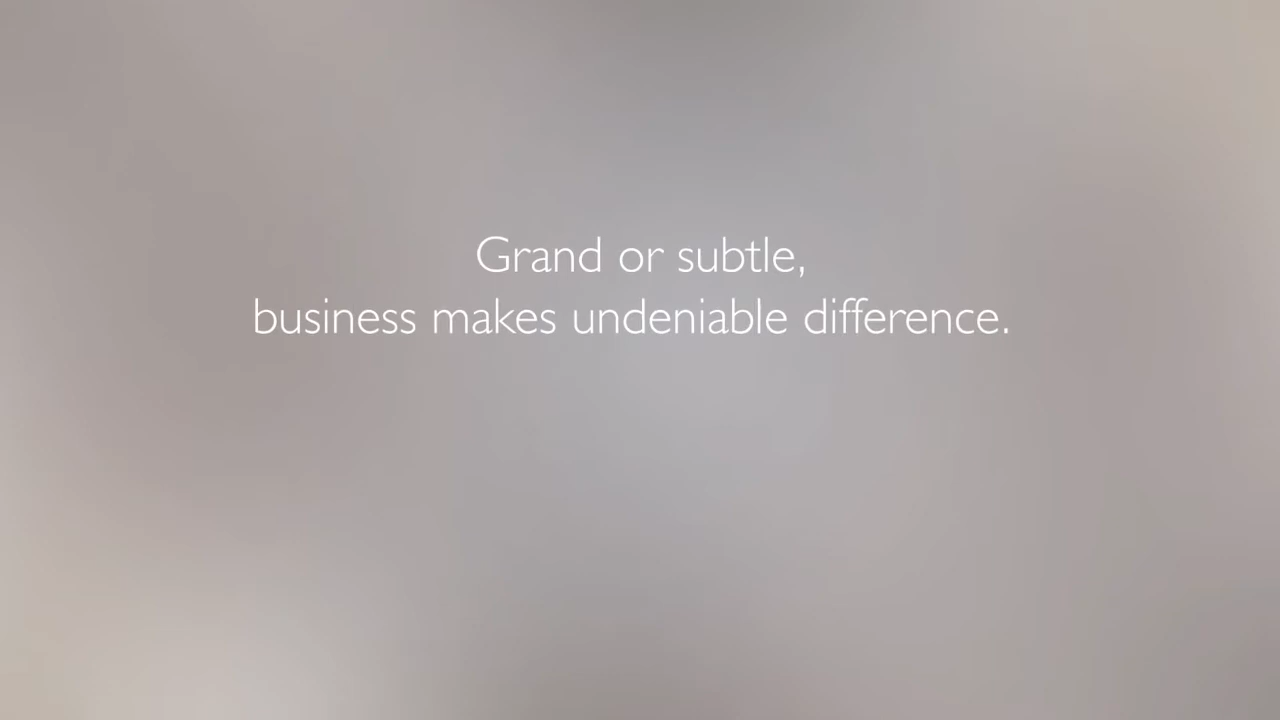 Grand or subtle,
business makes undeniable difference.